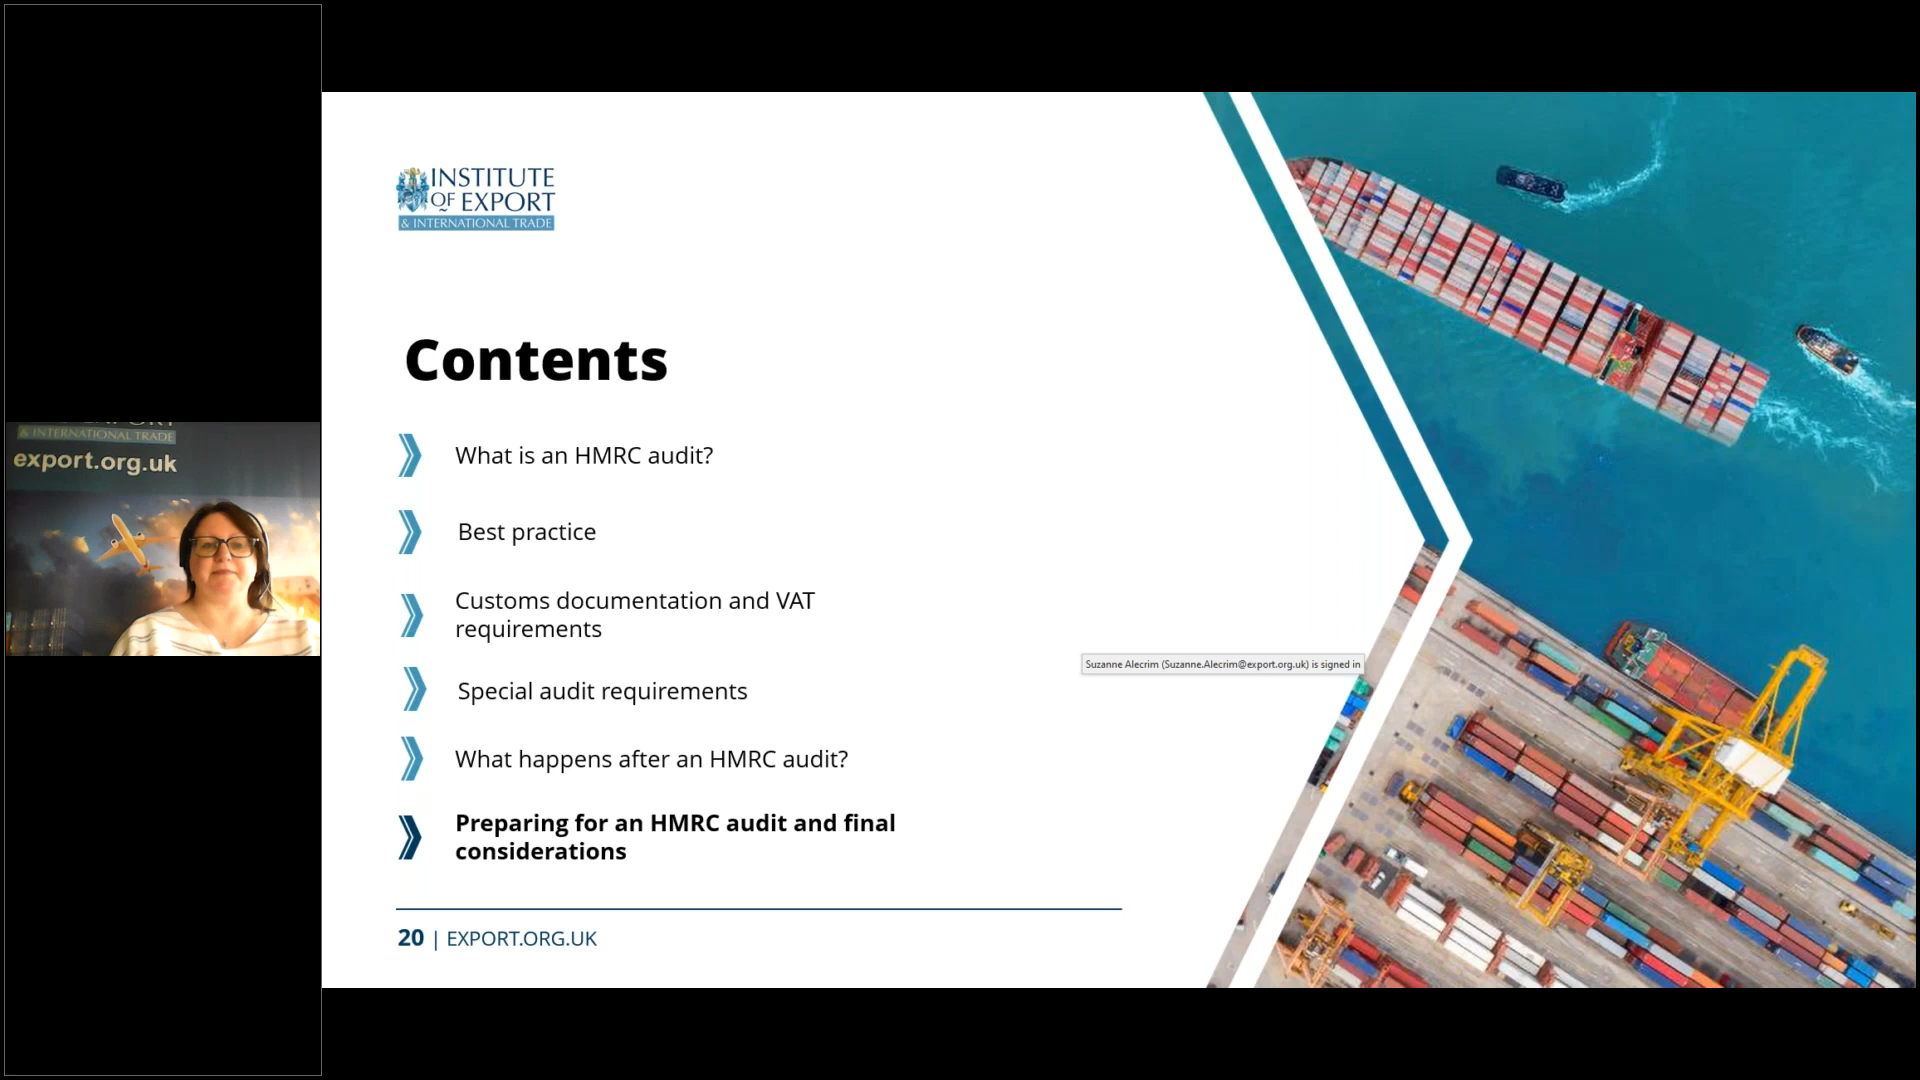 & INTERNATIONAL TRADE
export.org.uk
INSTITUTE
OF EXPORT
& INTERNATIONAL TRADE
Contents
What is an HMRC audit?
Best practice
Customs documentation and VAT
requirements
Special audit requirements
What happens after an HMRC audit?
Preparing for an HMRC audit and final
considerations
Suzanne Alecrim (Suzanne.Alecrim@export.org.uk) is signed in
20 | EXPORT.ORG.UK